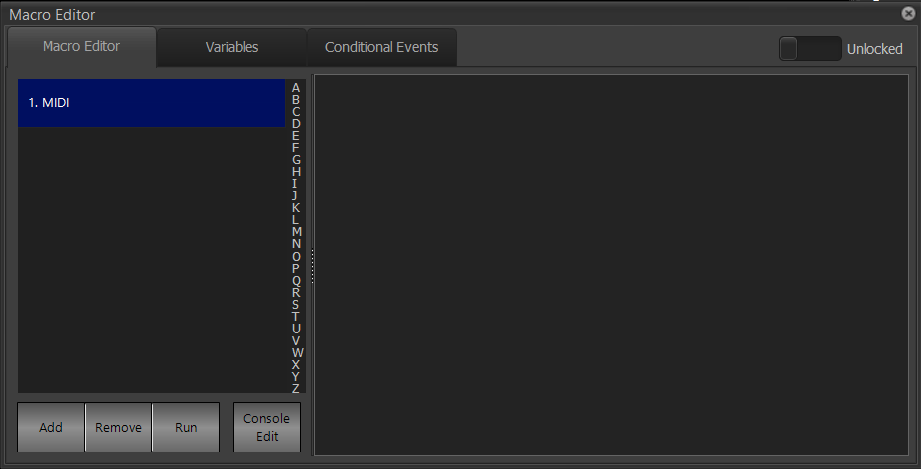 Macro Editor
Macro Editor
Variables
Conditional Events
Unlocked
1. MIDI
A
B
C
D
E
F
G
H
I
J
K
L
M
N
O
P
Q
R
S
T
U
V
W
X
Y
Z
Add
Remove
Run
Console
Edit